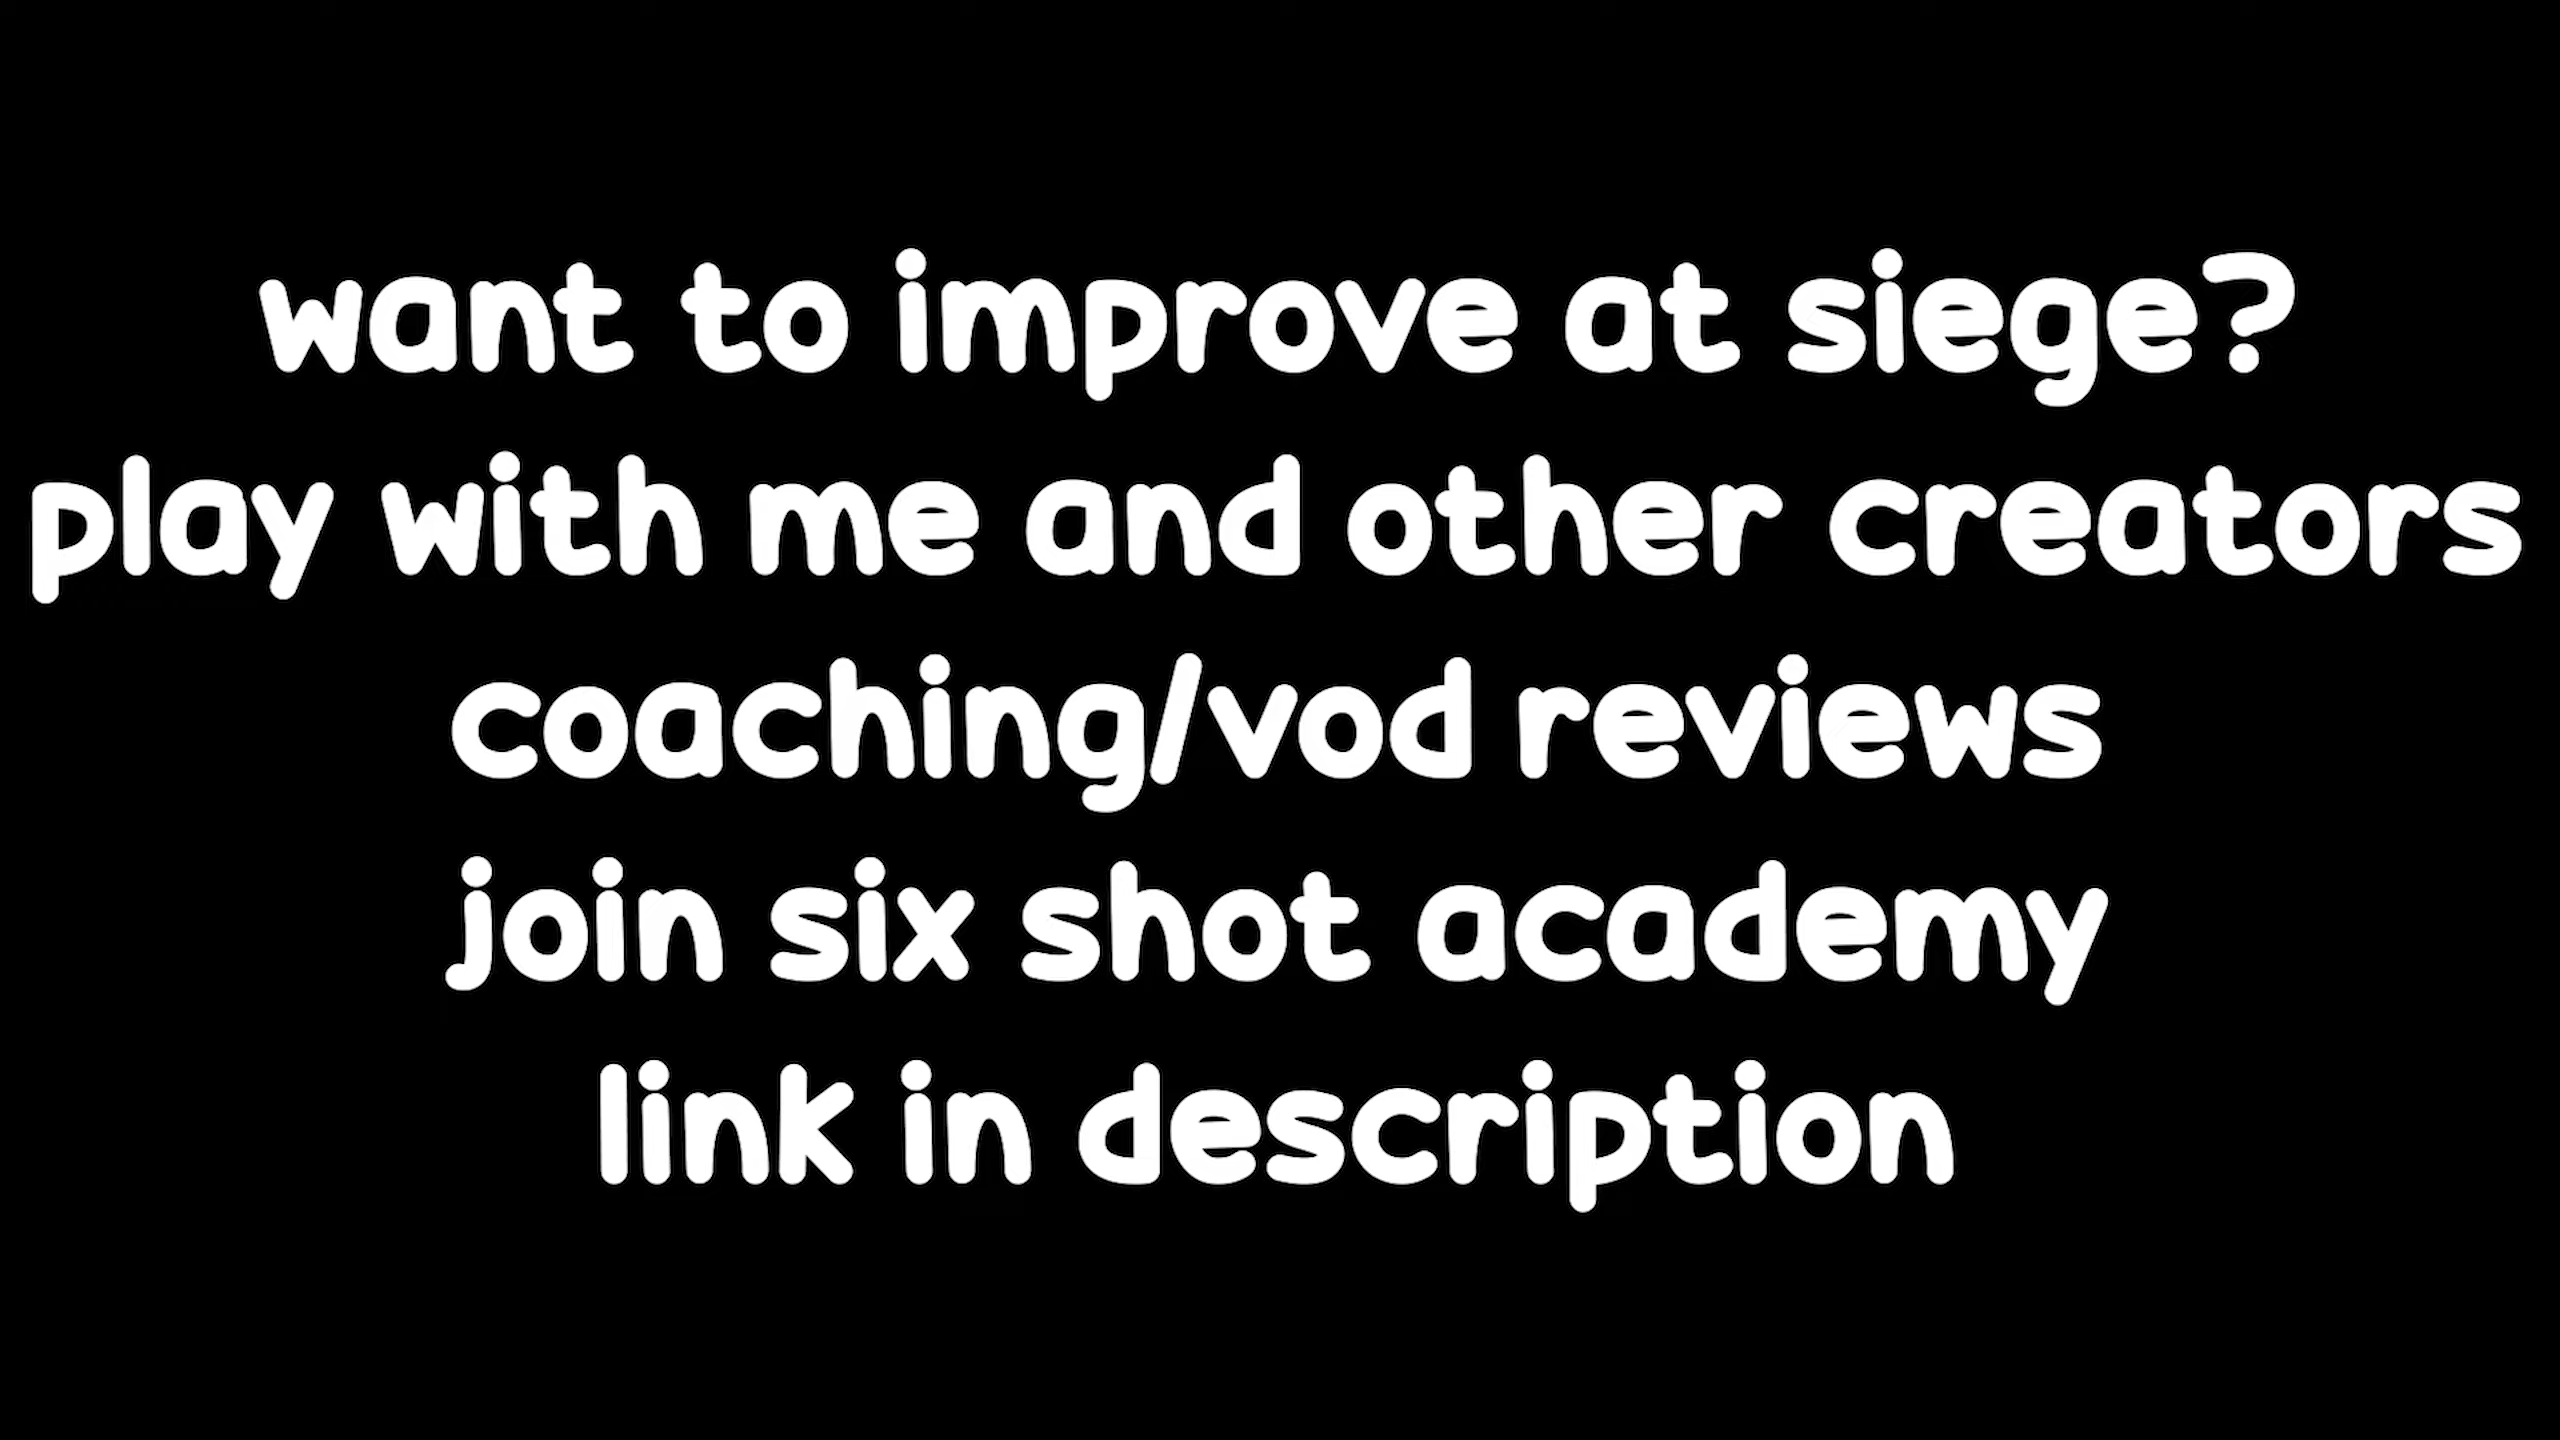 want to improve at siege?
play with me and other creators
coaching/vod reviews
join six shot academy
link in description